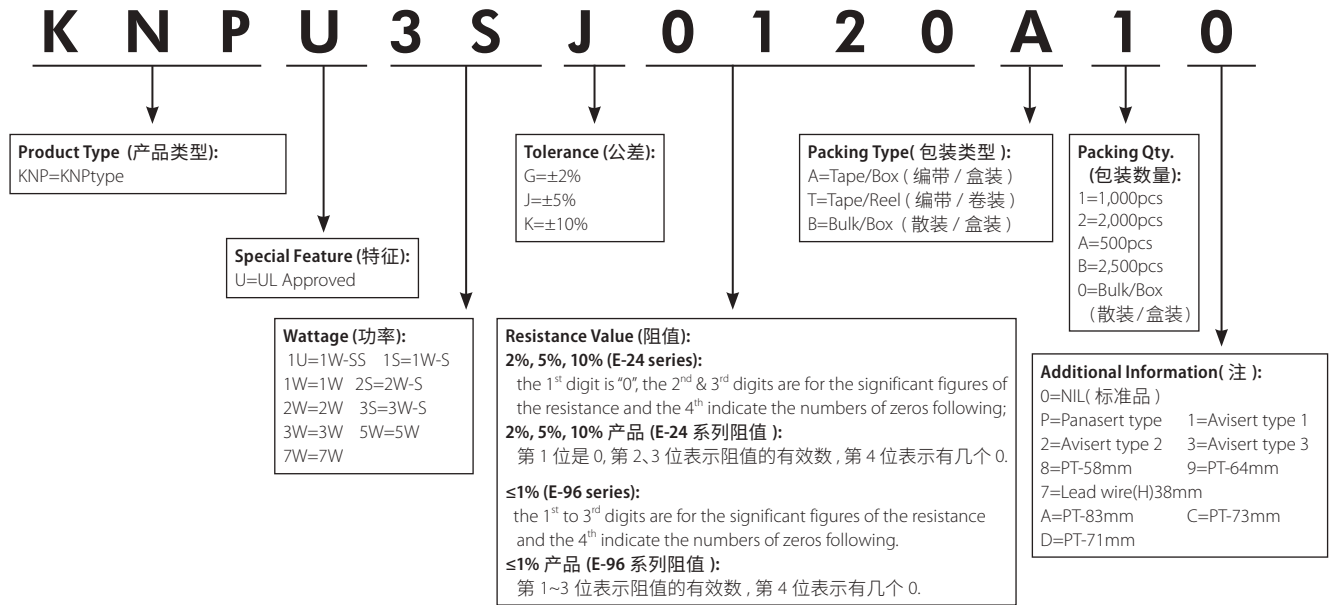 KNPU3SJ0120A10
Product Type (产品类型):
KNP=KNPtype
Special Feature (特征):
U=UL Approved
Wattage (功率):
1U=1W-SS 1S=1W-S
1W=1W 2S=2W-S
2W=2W 3S=3W-S
3W=3W 5W=5W
7W=7W
Tolerance (公差):
G=±2%
J=±5%
K=±10%
Resistance Value (阻值):
2%, 5%, 10% (E-24 series):
the 1st digit is “0”, the 2nd & 3rd digits are for the significant figures of
the resistance and the 4th indicate the numbers of zeros following;
2%, 5%, 10% 产品 (E-24 系列阻值 ):
第 1 位是 0, 第 2、3 位表示阻值的有效数 , 第 4 位表示有几个 0.
≤1% (E-96 series):
the 1st to 3rd digits are for the significant figures of the resistance
and the 4th indicate the numbers of zeros following.
≤1% 产品 (E-96 系列阻值 ):
第 1~3 位表示阻值的有效数 , 第 4 位表示有几个 0.
Packing Type( 包装类型 ):
A=Tape/Box ( 编带 / 盒装 )
T=Tape/Reel ( 编带 / 卷装 )
B=Bulk/Box ( 散装 / 盒装 )
Packing Qty.
(包装数量):
1=1,000pcs
2=2,000pcs
A=500pcs
B=2,500pcs
0=Bulk/Box
(散装/盒装)
Additional Information( 注 ):
0=NIL( 标准品 )
P=Panasert type 1=Avisert type 1
2=Avisert type 2 3=Avisert type 3
8=PT-58mm 9=PT-64mm
7=Lead wire(H)38mm
A=PT-83mm C=PT-73mm
D=PT-71mm